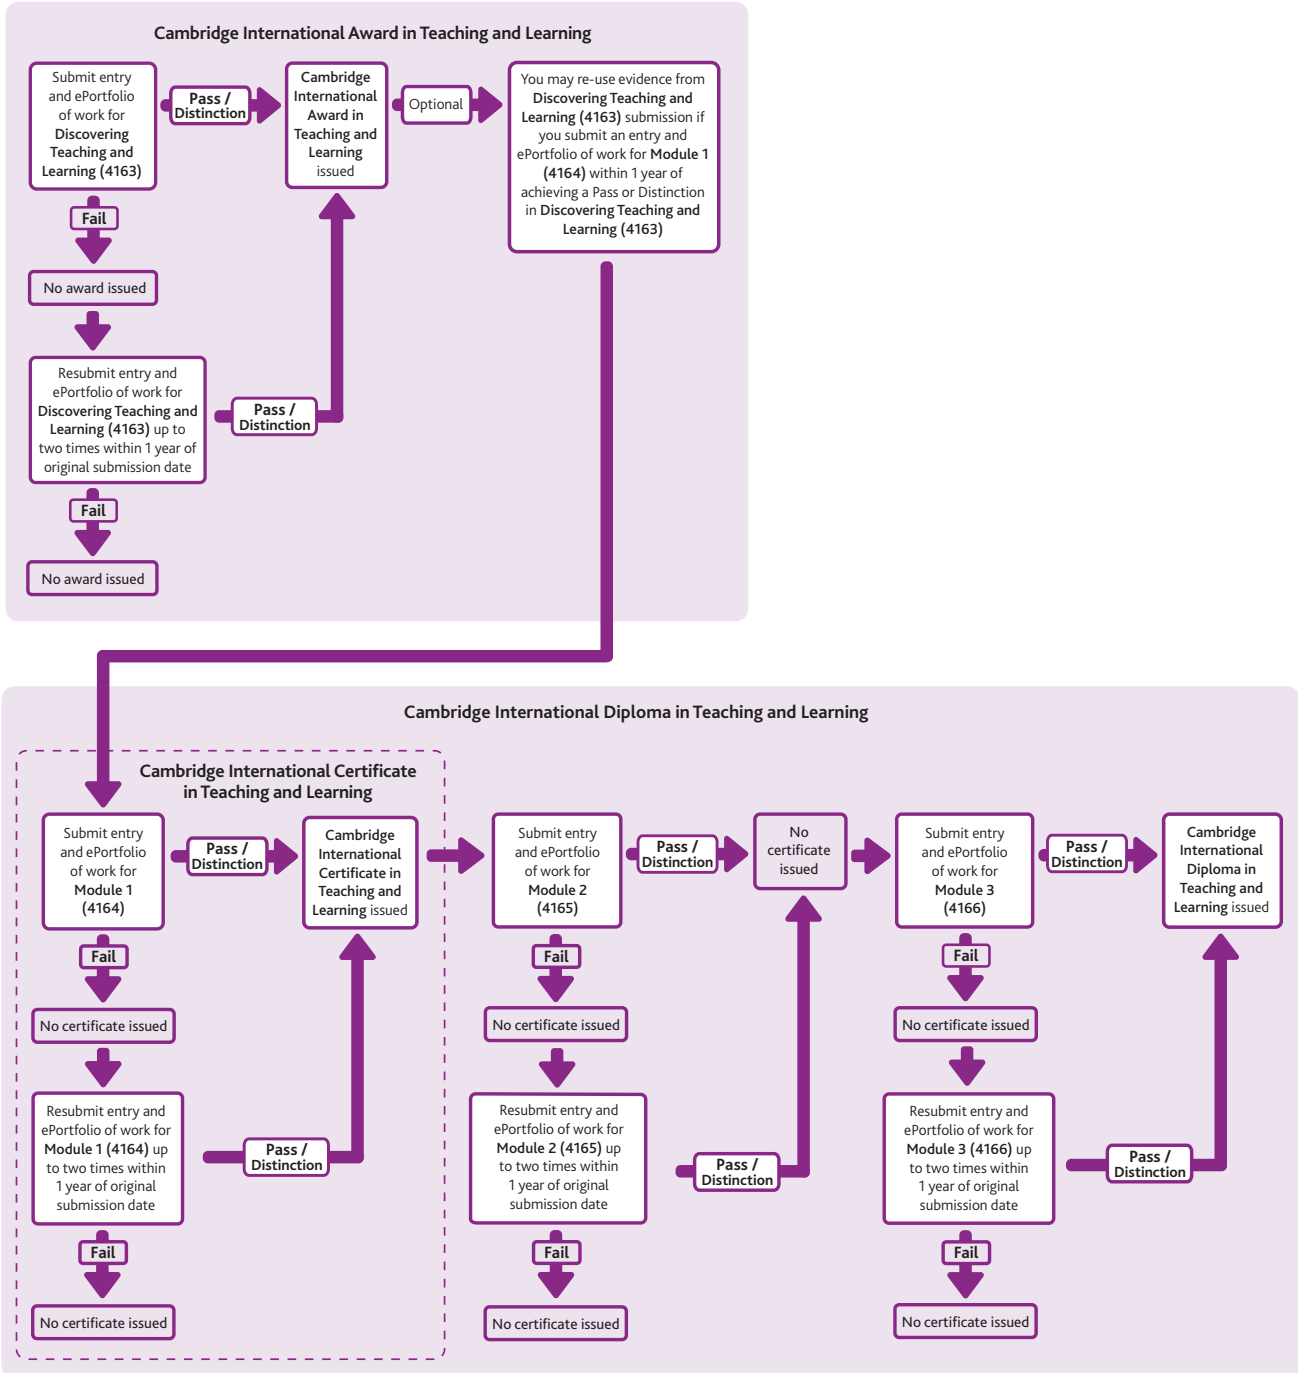 Cambridge International Award in Teaching and Learning
Submit entry
and ePortfolio
of work for
Discovering
Teaching and
Learning (4163)
Pass /
Distinction
Cambridge
International
Award in
Teaching and
Learning
issued
Optional
You may re-use evidence from
Discovering Teaching and
Learning (4163) submission if
you submit an entry and
ePortfolio of work for Module 1
(4164) within 1 year of
achieving a Pass or Distinction
in Discovering Teaching and
Learning (4163)
Fail
No award issued
Resubmit entry and
ePortfolio of work for
Discovering Teaching and
Learning (4163) up to
two times within 1 year of
original submission date
Pass /
Distinction
Fail
No award issued
Cambridge International Diploma in Teaching and Learning
Cambridge International Certificate
in Teaching and Learning
Submit entry
and ePortfolio
of work for
Module 1
(4164)
Pass /
Distinction
Cambridge
International
Certificate in
Teaching and
Learning issued
Fail
No certificate issued
Resubmit entry and
ePortfolio of work for
Module 1 (4164) up
to two times within
1 year of original
submission date
Pass /
Distinction
Fail
No certificate issued
Submit entry
and ePortfolio
of work for
Module 2
(4165)
Pass /
Distinction
No
certificate
issued
Fail
No certificate issued
Resubmit entry and
ePortfolio of work for
Module 2 (4165) up
to two times within
1 year of original
submission date
Pass /
Distinction
Fail
No certificate issued
Submit entry
and ePortfolio
of work for
Module 3
(4166)
Pass /
Distinction
Cambridge
International
Diploma in
Teaching and
Learning issued
Fail
No certificate issued
Resubmit entry and
ePortfolio of work for
Module 3 (4166) up
to two times within
1 year of original
submission date
Pass /
Distinction
Fail
No certificate issued